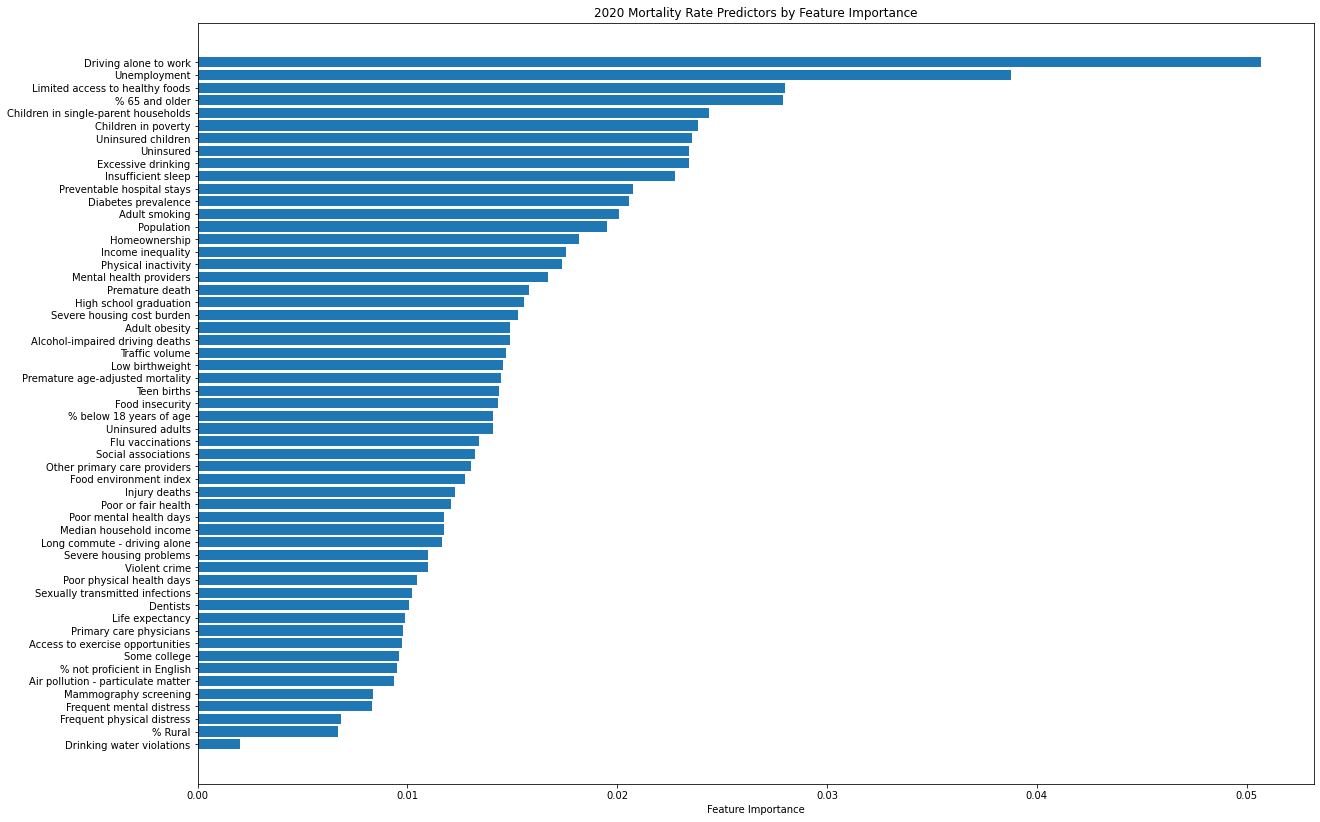 2020 Mortality Rate Predictors by Feature Importance
Driving alone to work
Unemployment
Limited access to healthy foods
% 65 and older
Children in single-parent households
Children in poverty
Uninsured children
Uninsured
Excessive drinking
Insufficient sleep
Preventable hospital stays
Diabetes prevalence
Adult smoking
Population
Homeownership
Income inequality
Physical inactivity
Mental health providers
Premature death
High school graduation
Severe housing cost burden
Adult obesity
Alcohol-impaired driving deaths
Traffic volume
Low birthweight
Premature age-adjusted mortality
Teen births
Food insecurity
% below 18 years of age
Uninsured adults
Flu vaccinations
Social associations
Other primary care providers
Food environment index
Injury deaths
Poor or fair health
Poor mental health days
Median household income
Long commute - driving alone
Severe housing problems
Violent crime
Poor physical health days
Sexually transmitted infections
Dentists
Life expectancy
Primary care physicians
Access to exercise opportunities
Some college
% not proficient in English
Air pollution - particulate matter
Mammography screening
Frequent mental distress
Frequent physical distress
% Rural
Drinking water violations
0.00 0.01 0.02 0.03 0.04 0.05
Feature Importance